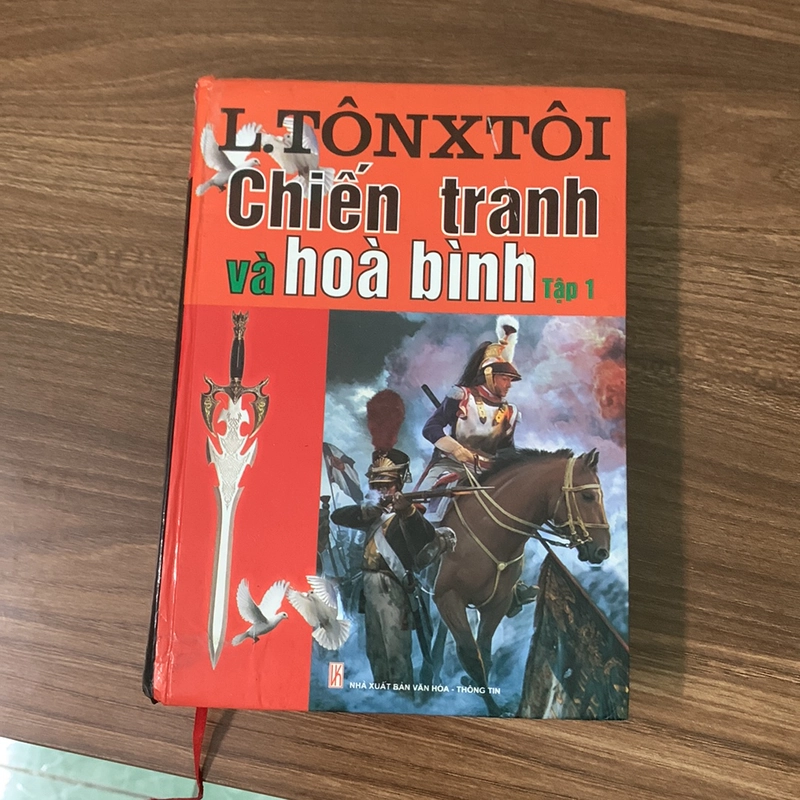 L.TÔNXTÔI
Chiến tranh
và hoà bình Tập 1
NHÀ XUẤT BẢN VĂN HÓA - THÔNG TIN